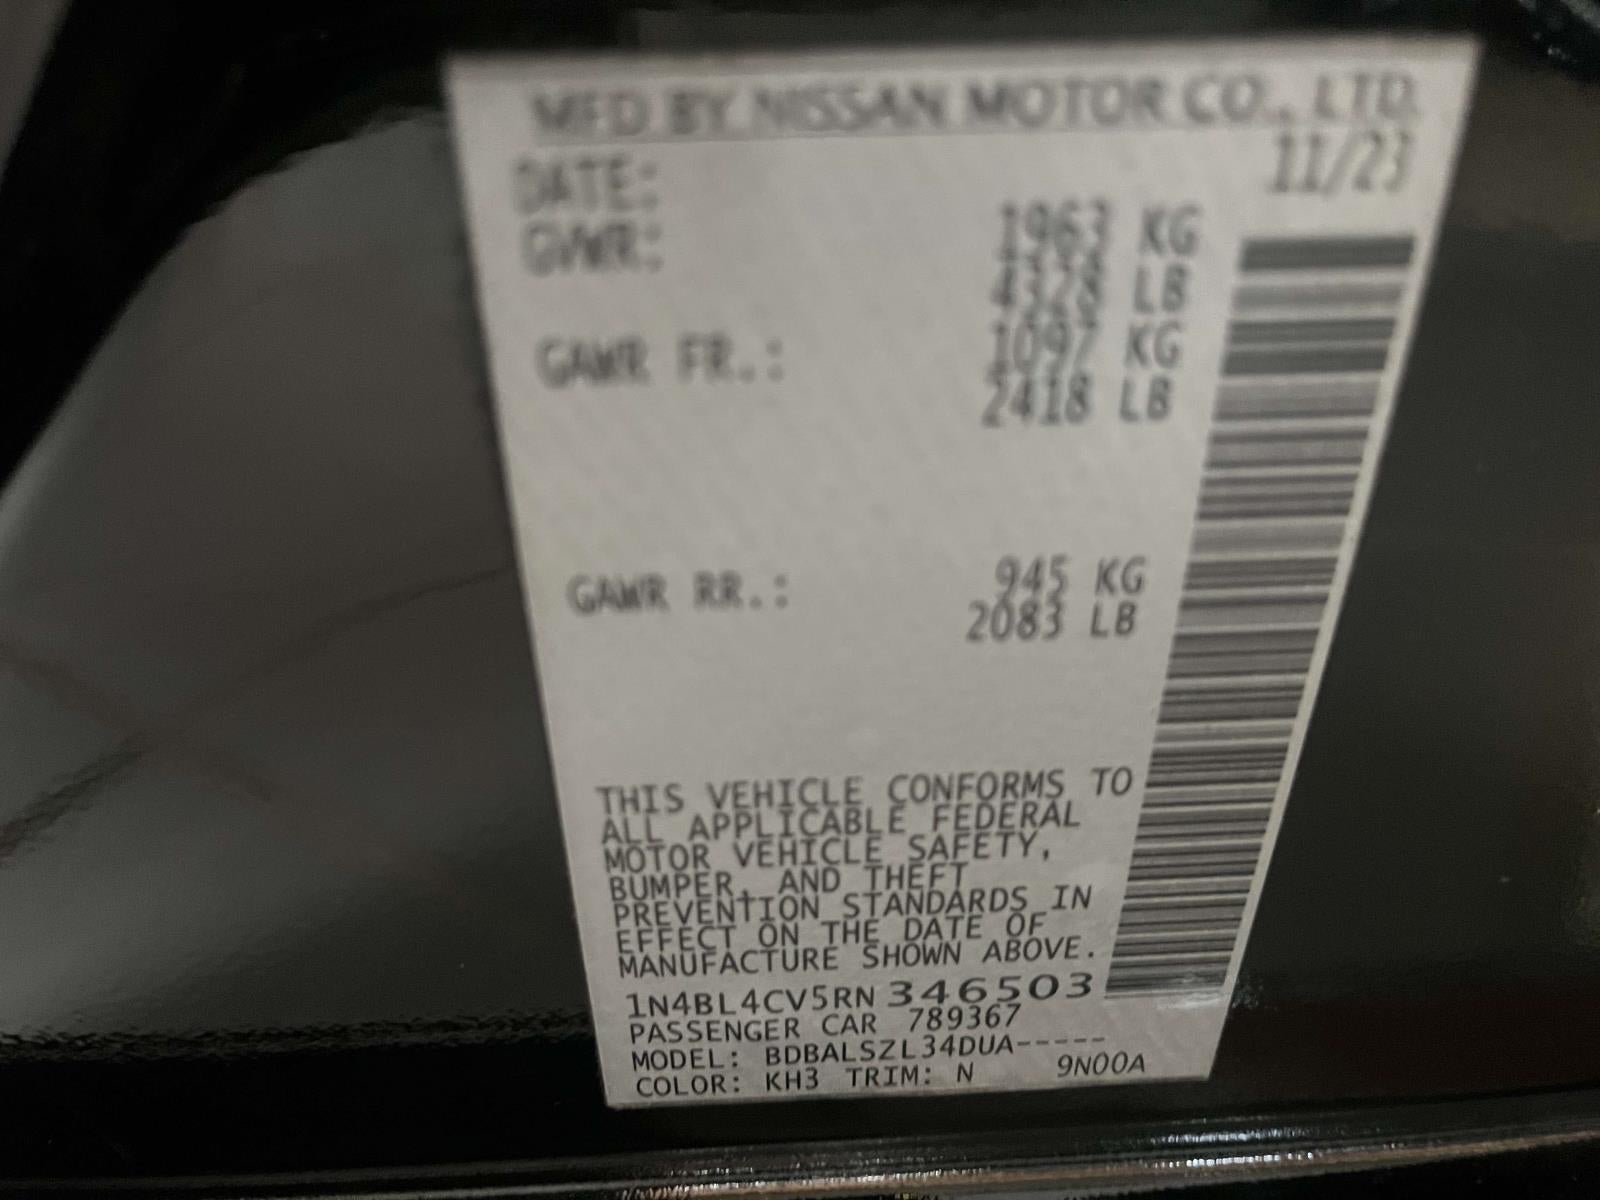 MFD BY NISSAN MOTOR CO., LTD.
DATE: 11/23
GVWR: 1963 KG
4328 LB
GAWR FR.: 1097 KG
2418 LB
GAWR RR.: 945 KG
2083 LB
THIS VEHICLE CONFORMS TO
ALL APPLICABLE FEDERAL
MOTOR VEHICLE SAFETY,
BUMPER, AND THEFT
PREVENTION STANDARDS IN
EFFECT ON THE DATE OF
MANUFACTURE SHOWN ABOVE.
1N4BL4CV5RN346503
PASSENGER CAR 789367
MODEL: BDBALSZL34DUA-----
COLOR: KH3 TRIM: N 9N00A